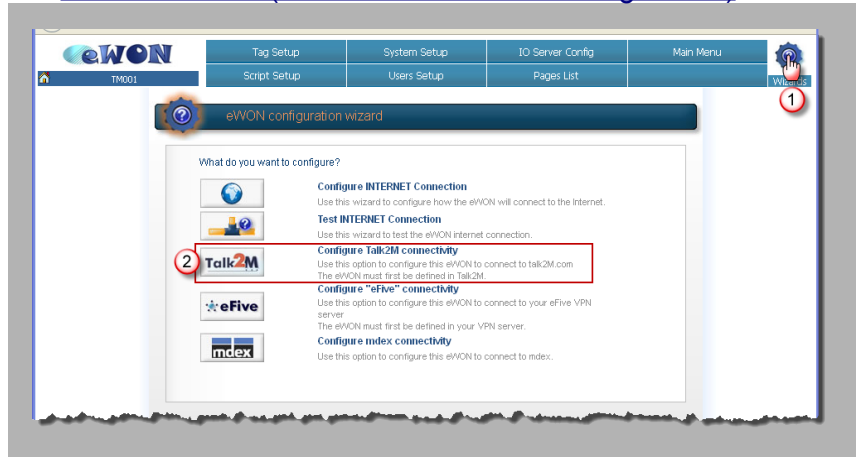 eWON
Tag Setup
System Setup
IO Server Config
Main Menu
TM001
Script Setup
Users Setup
Pages List
Wizards
1
eWON configuration wizard
What do you want to configure?
Configure INTERNET Connection
Use this wizard to configure how the eWON will connect to the Internet.
Test INTERNET Connection
Use this wizard to test the eWON internet connection.
2
Talk2M
Configure Talk2M connectivity
Use this option to configure this eWON to connect to talk2M.com
The eWON must first be defined in Talk2M.
eFive
Configure "eFive" connectivity
Use this option to configure this eWON to connect to your eFive VPN
server
The eWON must first be defined in your VPN server.
mdex
Configure mdex connectivity
Use this option to configure this eWON to connect to mdex.